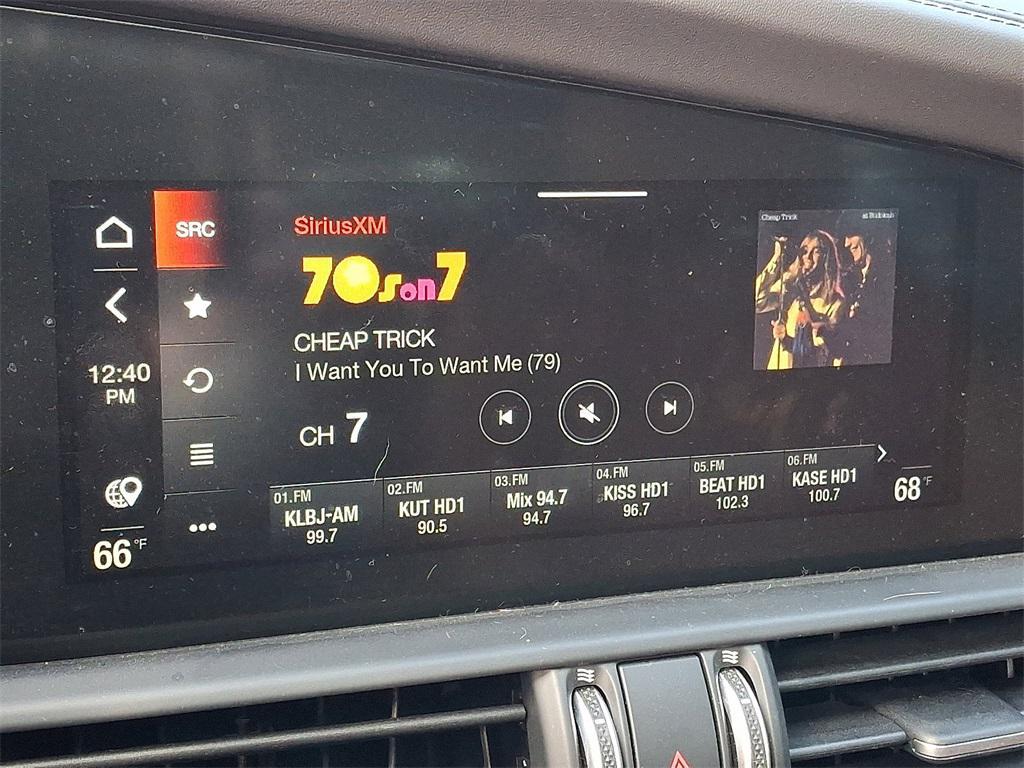 SRC
SiriusXM
70s on 7
CHEAP TRICK
I Want You To Want Me (79)
CH 7
12:40
PM
66 °F
01.FM
KLBJ-AM
99.7
02.FM
KUT HD1
90.5
03.FM
Mix 94.7
94.7
04.FM
KISS HD1
96.7
05.FM
BEAT HD1
102.3
06.FM
KASE HD1
100.7
68 °F
Cheap Trick
at Budokan